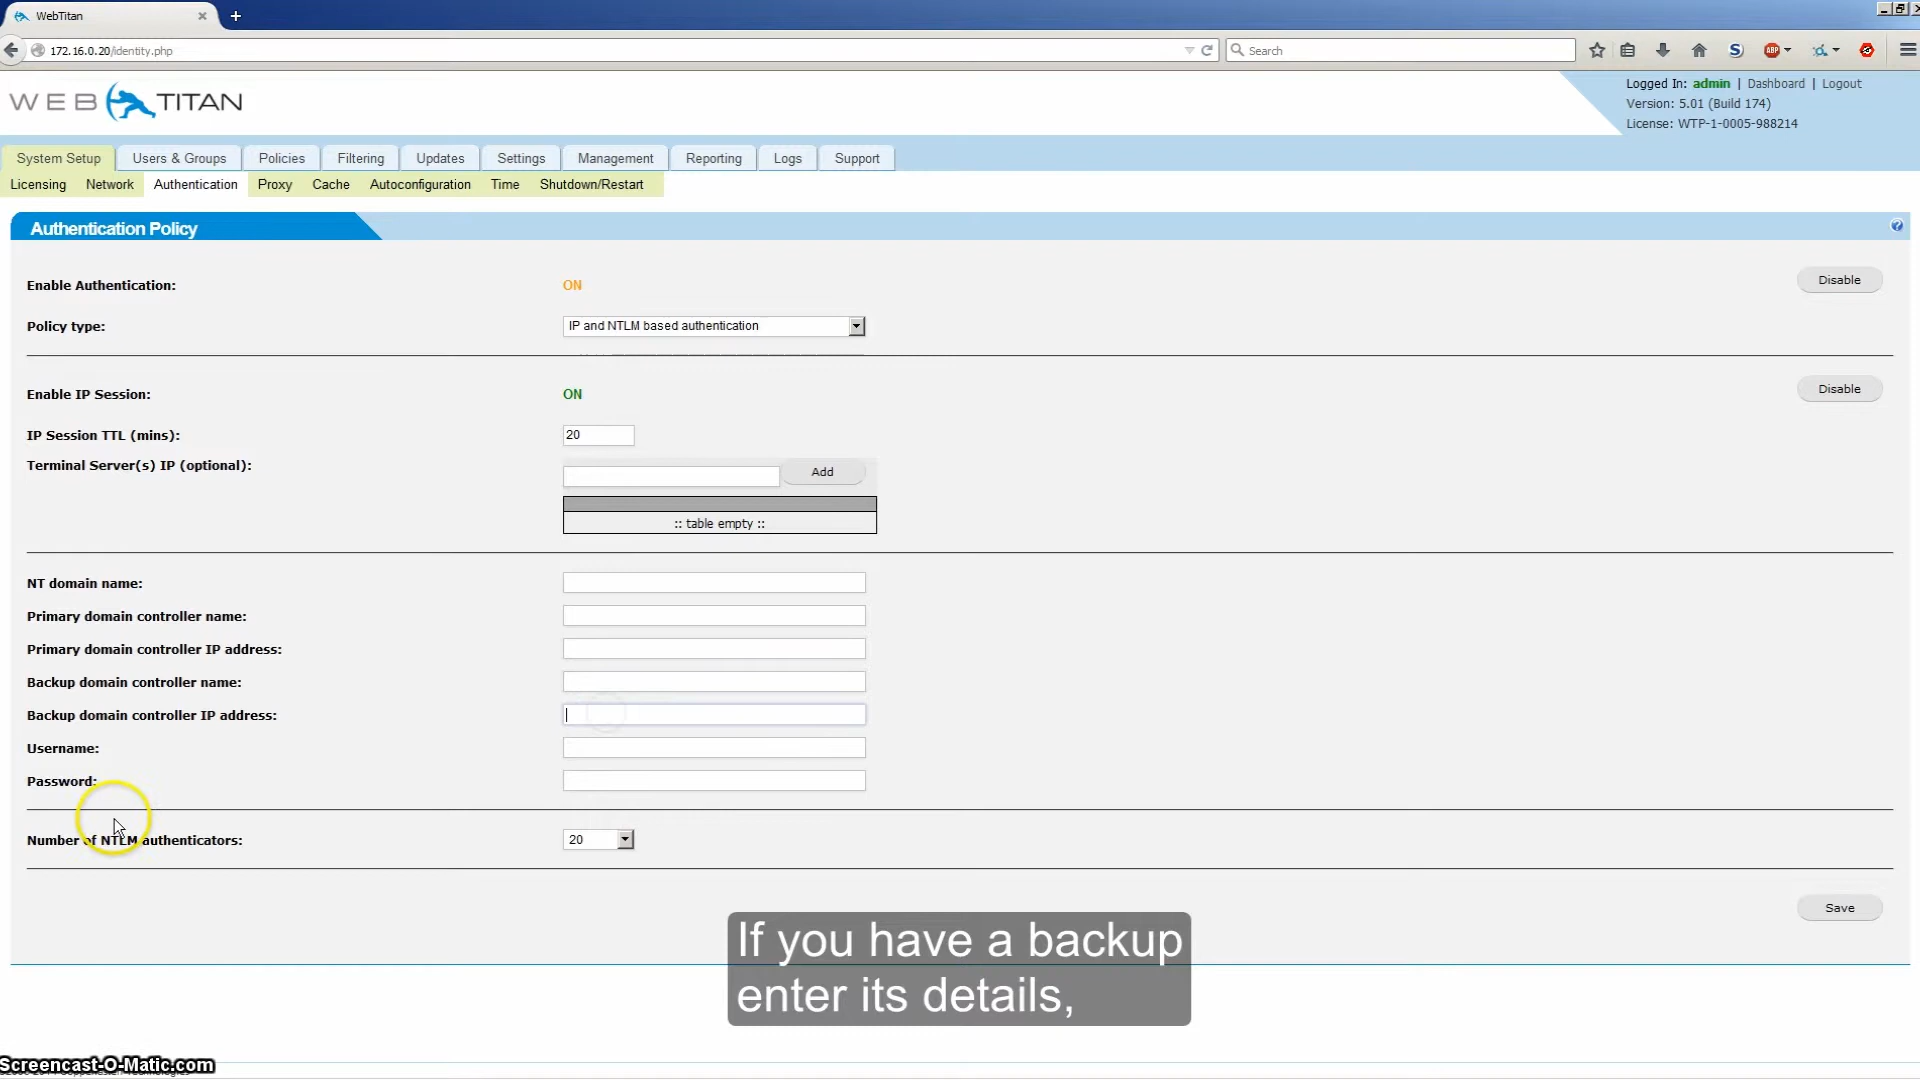 WebTitan
172.16.0.20/identity.php
Search
ABP
WEB TITAN
Logged In: admin | Dashboard | Logout
Version: 5.01 (Build 174)
License: WTP-1-0005-988214
System Setup Users & Groups Policies Filtering Updates Settings Management Reporting Logs Support
Licensing Network Authentication Proxy Cache Autoconfiguration Time Shutdown/Restart
Authentication Policy
Enable Authentication: ON Disable
Policy type: IP and NTLM based authentication
Enable IP Session: ON Disable
IP Session TTL (mins): 20
Terminal Server(s) IP (optional): Add
:: table empty ::
NT domain name:
Primary domain controller name:
Primary domain controller IP address:
Backup domain controller name:
Backup domain controller IP address:
Username:
Password:
Number of NTLM authenticators: 20
Save
If you have a backup
enter its details,
Screencast-O-Matic.com